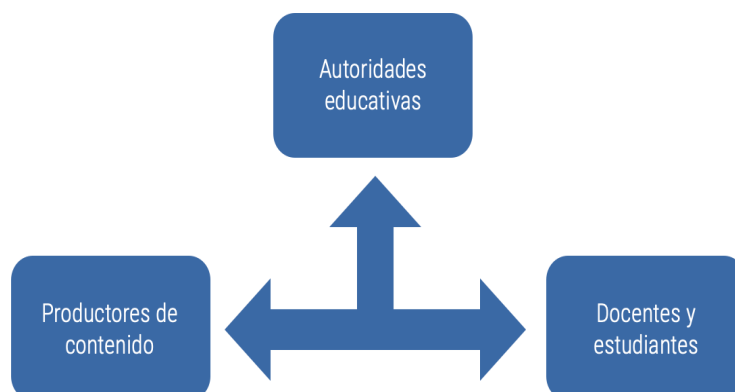 Autoridades
educativas
Productores de
contenido
Docentes y
estudiantes